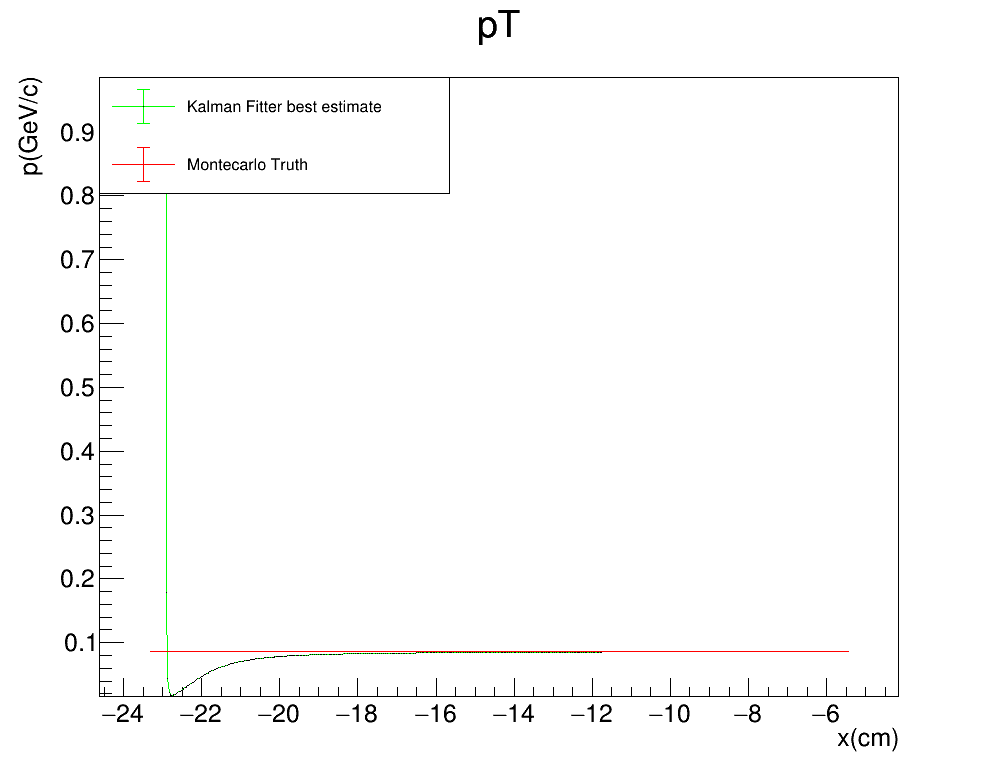 pT
p(GeV/c)
Kalman Fitter best estimate
Montecarlo Truth
0.9
0.8
0.7
0.6
0.5
0.4
0.3
0.2
0.1
−24 −22 −20 −18 −16 −14 −12 −10 −8 −6
x(cm)